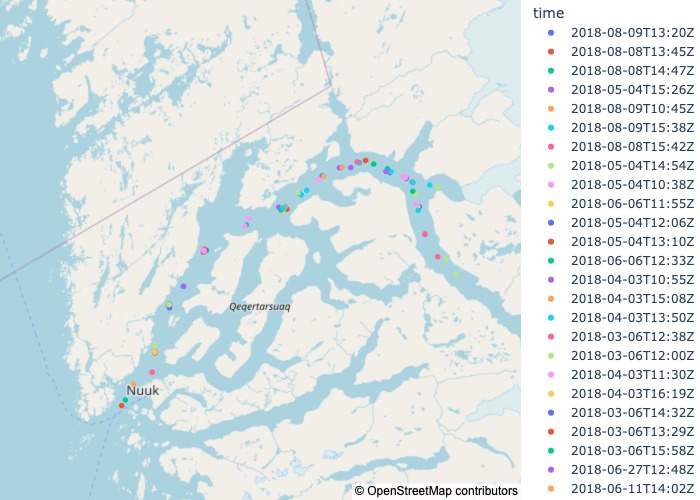 time
2018-08-09T13:20Z
2018-08-08T13:45Z
2018-08-08T14:47Z
2018-05-04T15:26Z
2018-08-09T10:45Z
2018-08-09T15:38Z
2018-08-08T15:42Z
2018-05-04T14:54Z
2018-05-04T10:38Z
2018-06-06T11:55Z
2018-05-04T12:06Z
2018-05-04T13:10Z
2018-06-06T12:33Z
2018-04-03T10:55Z
2018-04-03T15:08Z
2018-04-03T13:50Z
2018-03-06T12:38Z
2018-03-06T12:00Z
2018-04-03T11:30Z
2018-04-03T16:19Z
2018-03-06T14:32Z
2018-03-06T13:29Z
2018-03-06T15:58Z
2018-06-27T12:48Z
2018-06-11T14:02Z
Qeqertarsuaq
Nuuk
© OpenStreetMap contributors